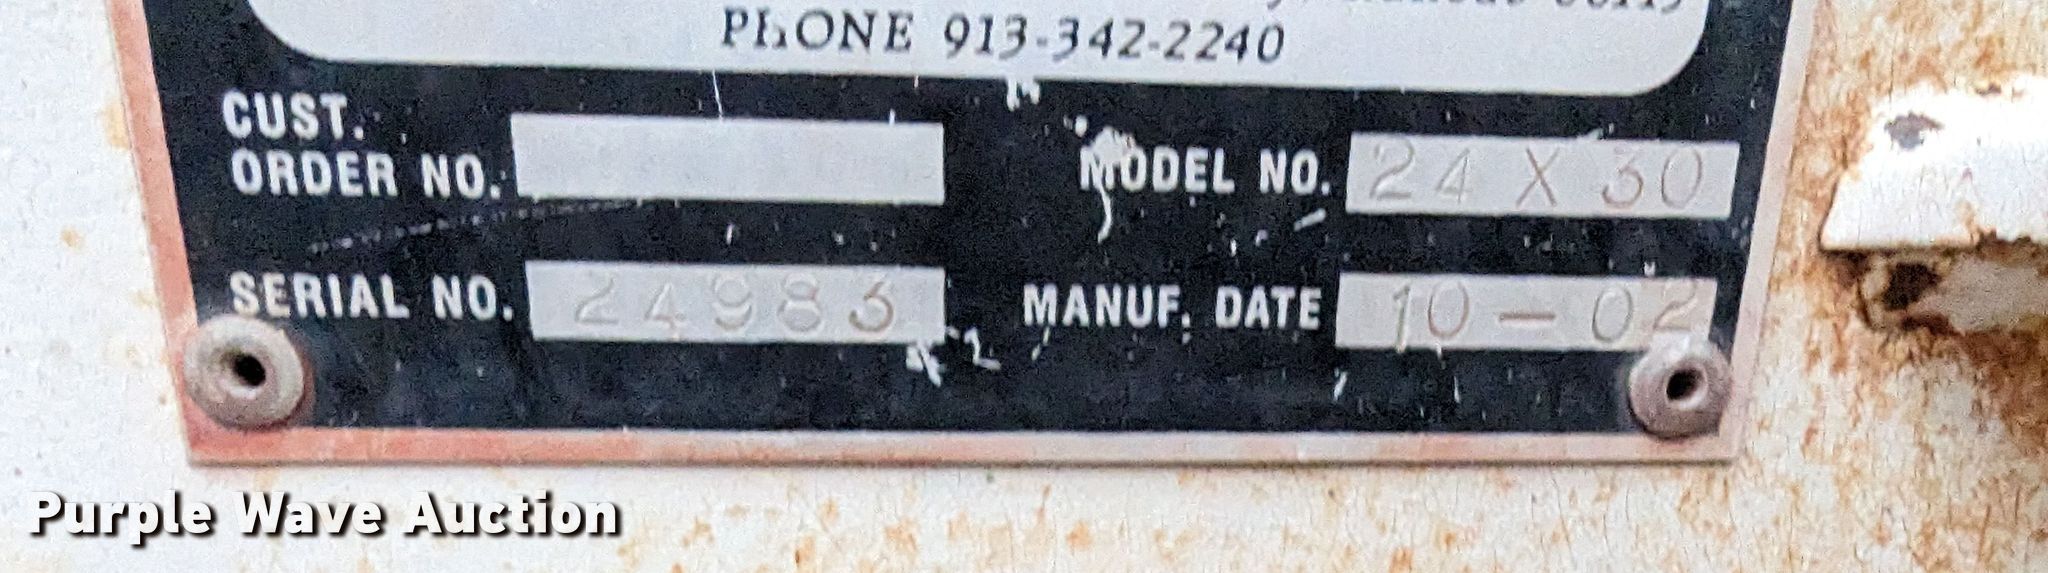 PHONE 913-342-2240
CUST.
ORDER NO.
MODEL NO. 24 X 30
SERIAL NO. 24983
MANUF. DATE 10-02
Purple Wave Auction